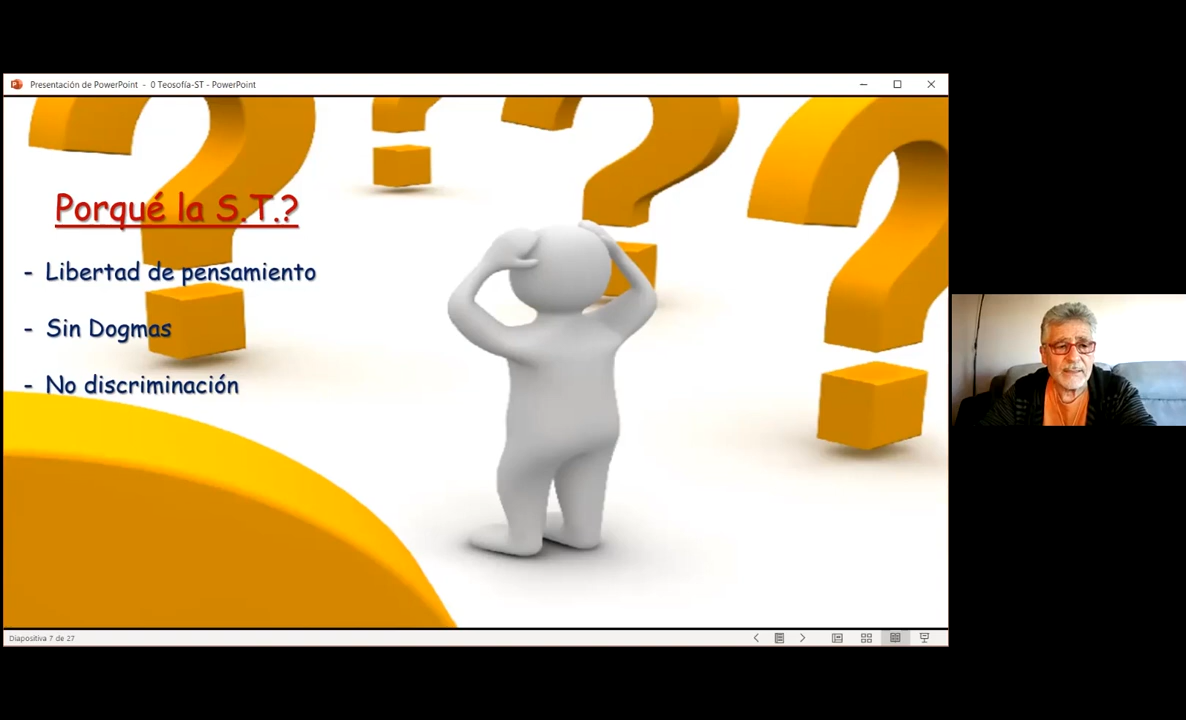 Presentación de PowerPoint - 0 Teosofía-ST - PowerPoint
Porqué la S.T.?
- Libertad de pensamiento
- Sin Dogmas
- No discriminación
Diapositiva 7 de 27